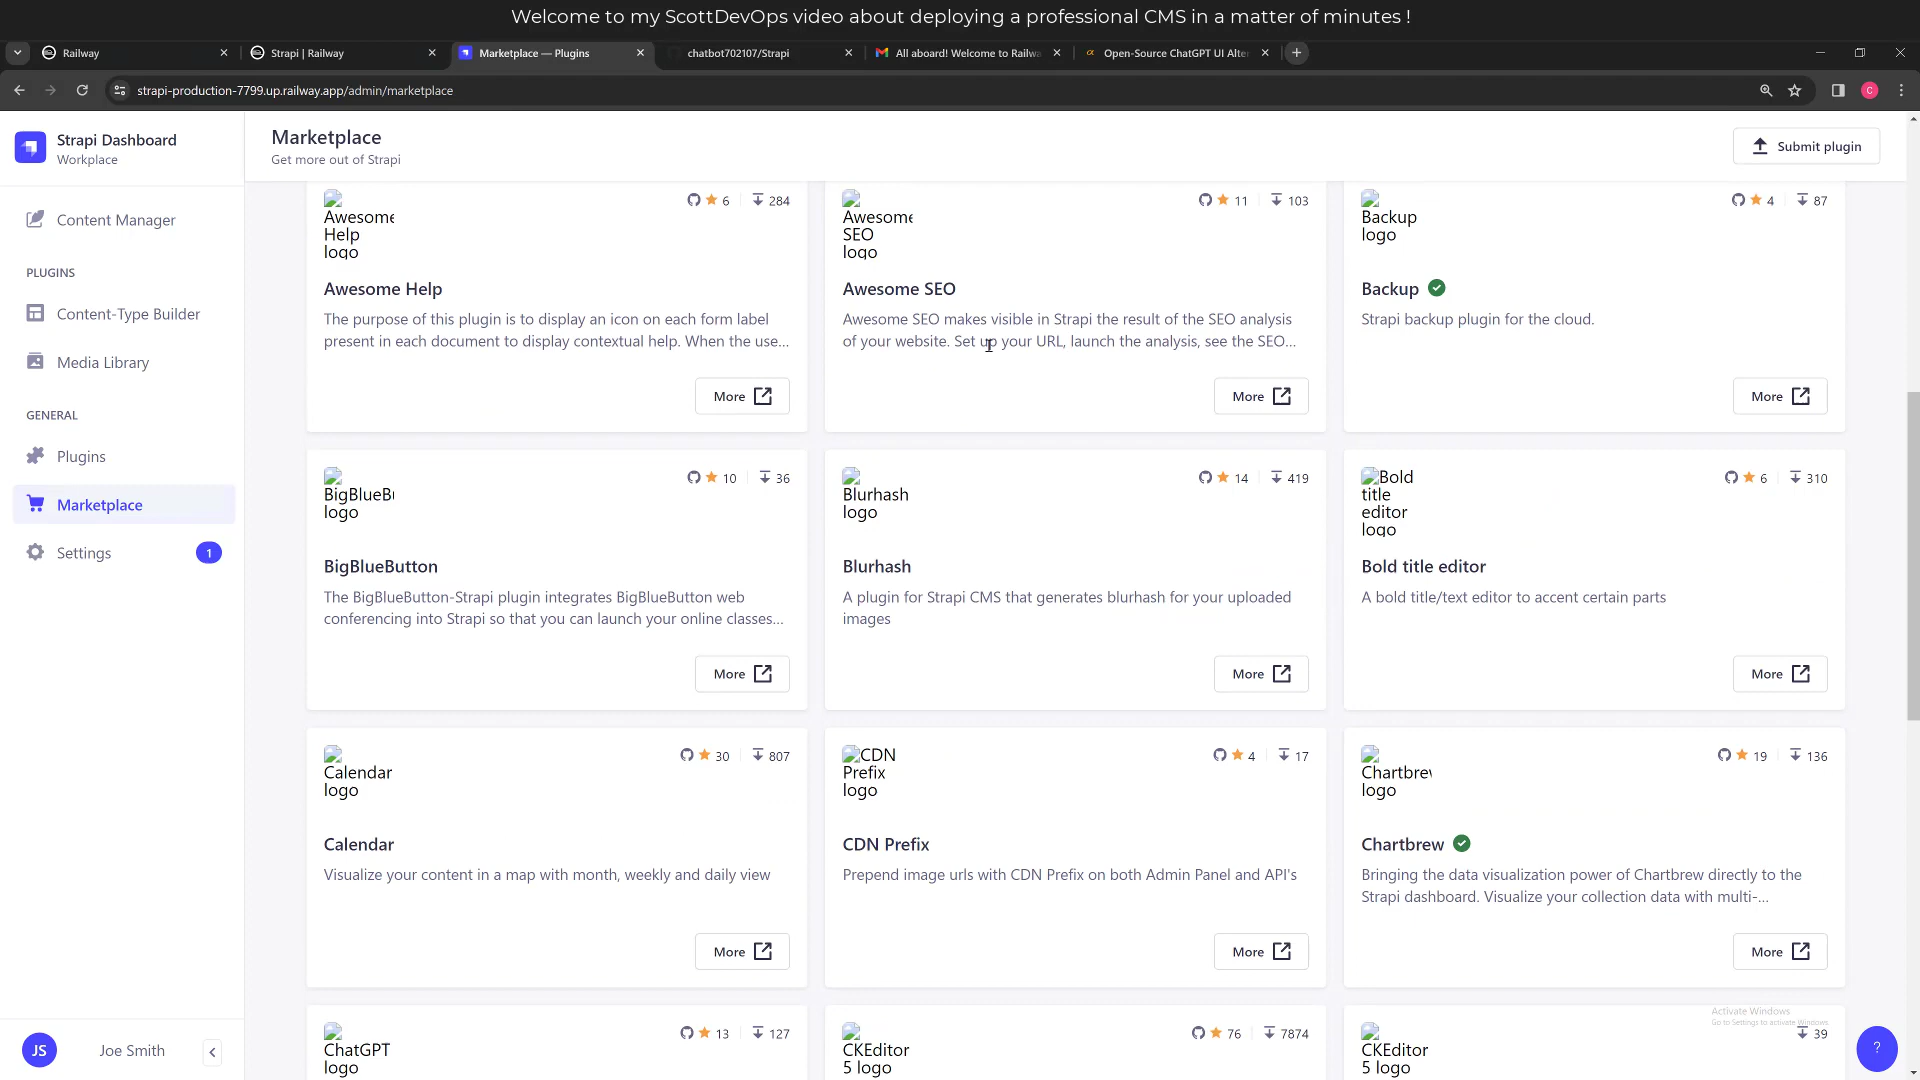 Welcome to my ScottDevOps video about deploying a professional CMS in a matter of minutes !
Railway
Strapi | Railway
Marketplace — Plugins
chatbot702107/Strapi
All aboard! Welcome to Railwa
Open-Source ChatGPT UI Alter
strapi-production-7799.up.railway.app/admin/marketplace
C
Strapi Dashboard
Workplace
Marketplace
Get more out of Strapi
Submit plugin
Content Manager
PLUGINS
Content-Type Builder
Media Library
GENERAL
Plugins
Marketplace
Settings
1
JS
Joe Smith
Awesome
Help
logo
6
284
Awesome Help
The purpose of this plugin is to display an icon on each form label
present in each document to display contextual help. When the use...
More
Awesome
SEO
logo
11
103
Awesome SEO
Awesome SEO makes visible in Strapi the result of the SEO analysis
of your website. Set up your URL, launch the analysis, see the SEO...
More
Backup
logo
4
87
Backup
Strapi backup plugin for the cloud.
More
BigBlueBu
logo
10
36
BigBlueButton
The BigBlueButton-Strapi plugin integrates BigBlueButton web
conferencing into Strapi so that you can launch your online classes...
More
Blurhash
logo
14
419
Blurhash
A plugin for Strapi CMS that generates blurhash for your uploaded
images
More
Bold
title
editor
logo
6
310
Bold title editor
A bold title/text editor to accent certain parts
More
Calendar
logo
30
807
Calendar
Visualize your content in a map with month, weekly and daily view
More
CDN
Prefix
logo
4
17
CDN Prefix
Prepend image urls with CDN Prefix on both Admin Panel and API's
More
Chartbrew
logo
19
136
Chartbrew
Bringing the data visualization power of Chartbrew directly to the
Strapi dashboard. Visualize your collection data with multi-...
More
ChatGPT
logo
13
127
CKEditor
5 logo
76
7874
CKEditor
5 logo
39
Activate Windows
Go to Settings to activate Windows.
?